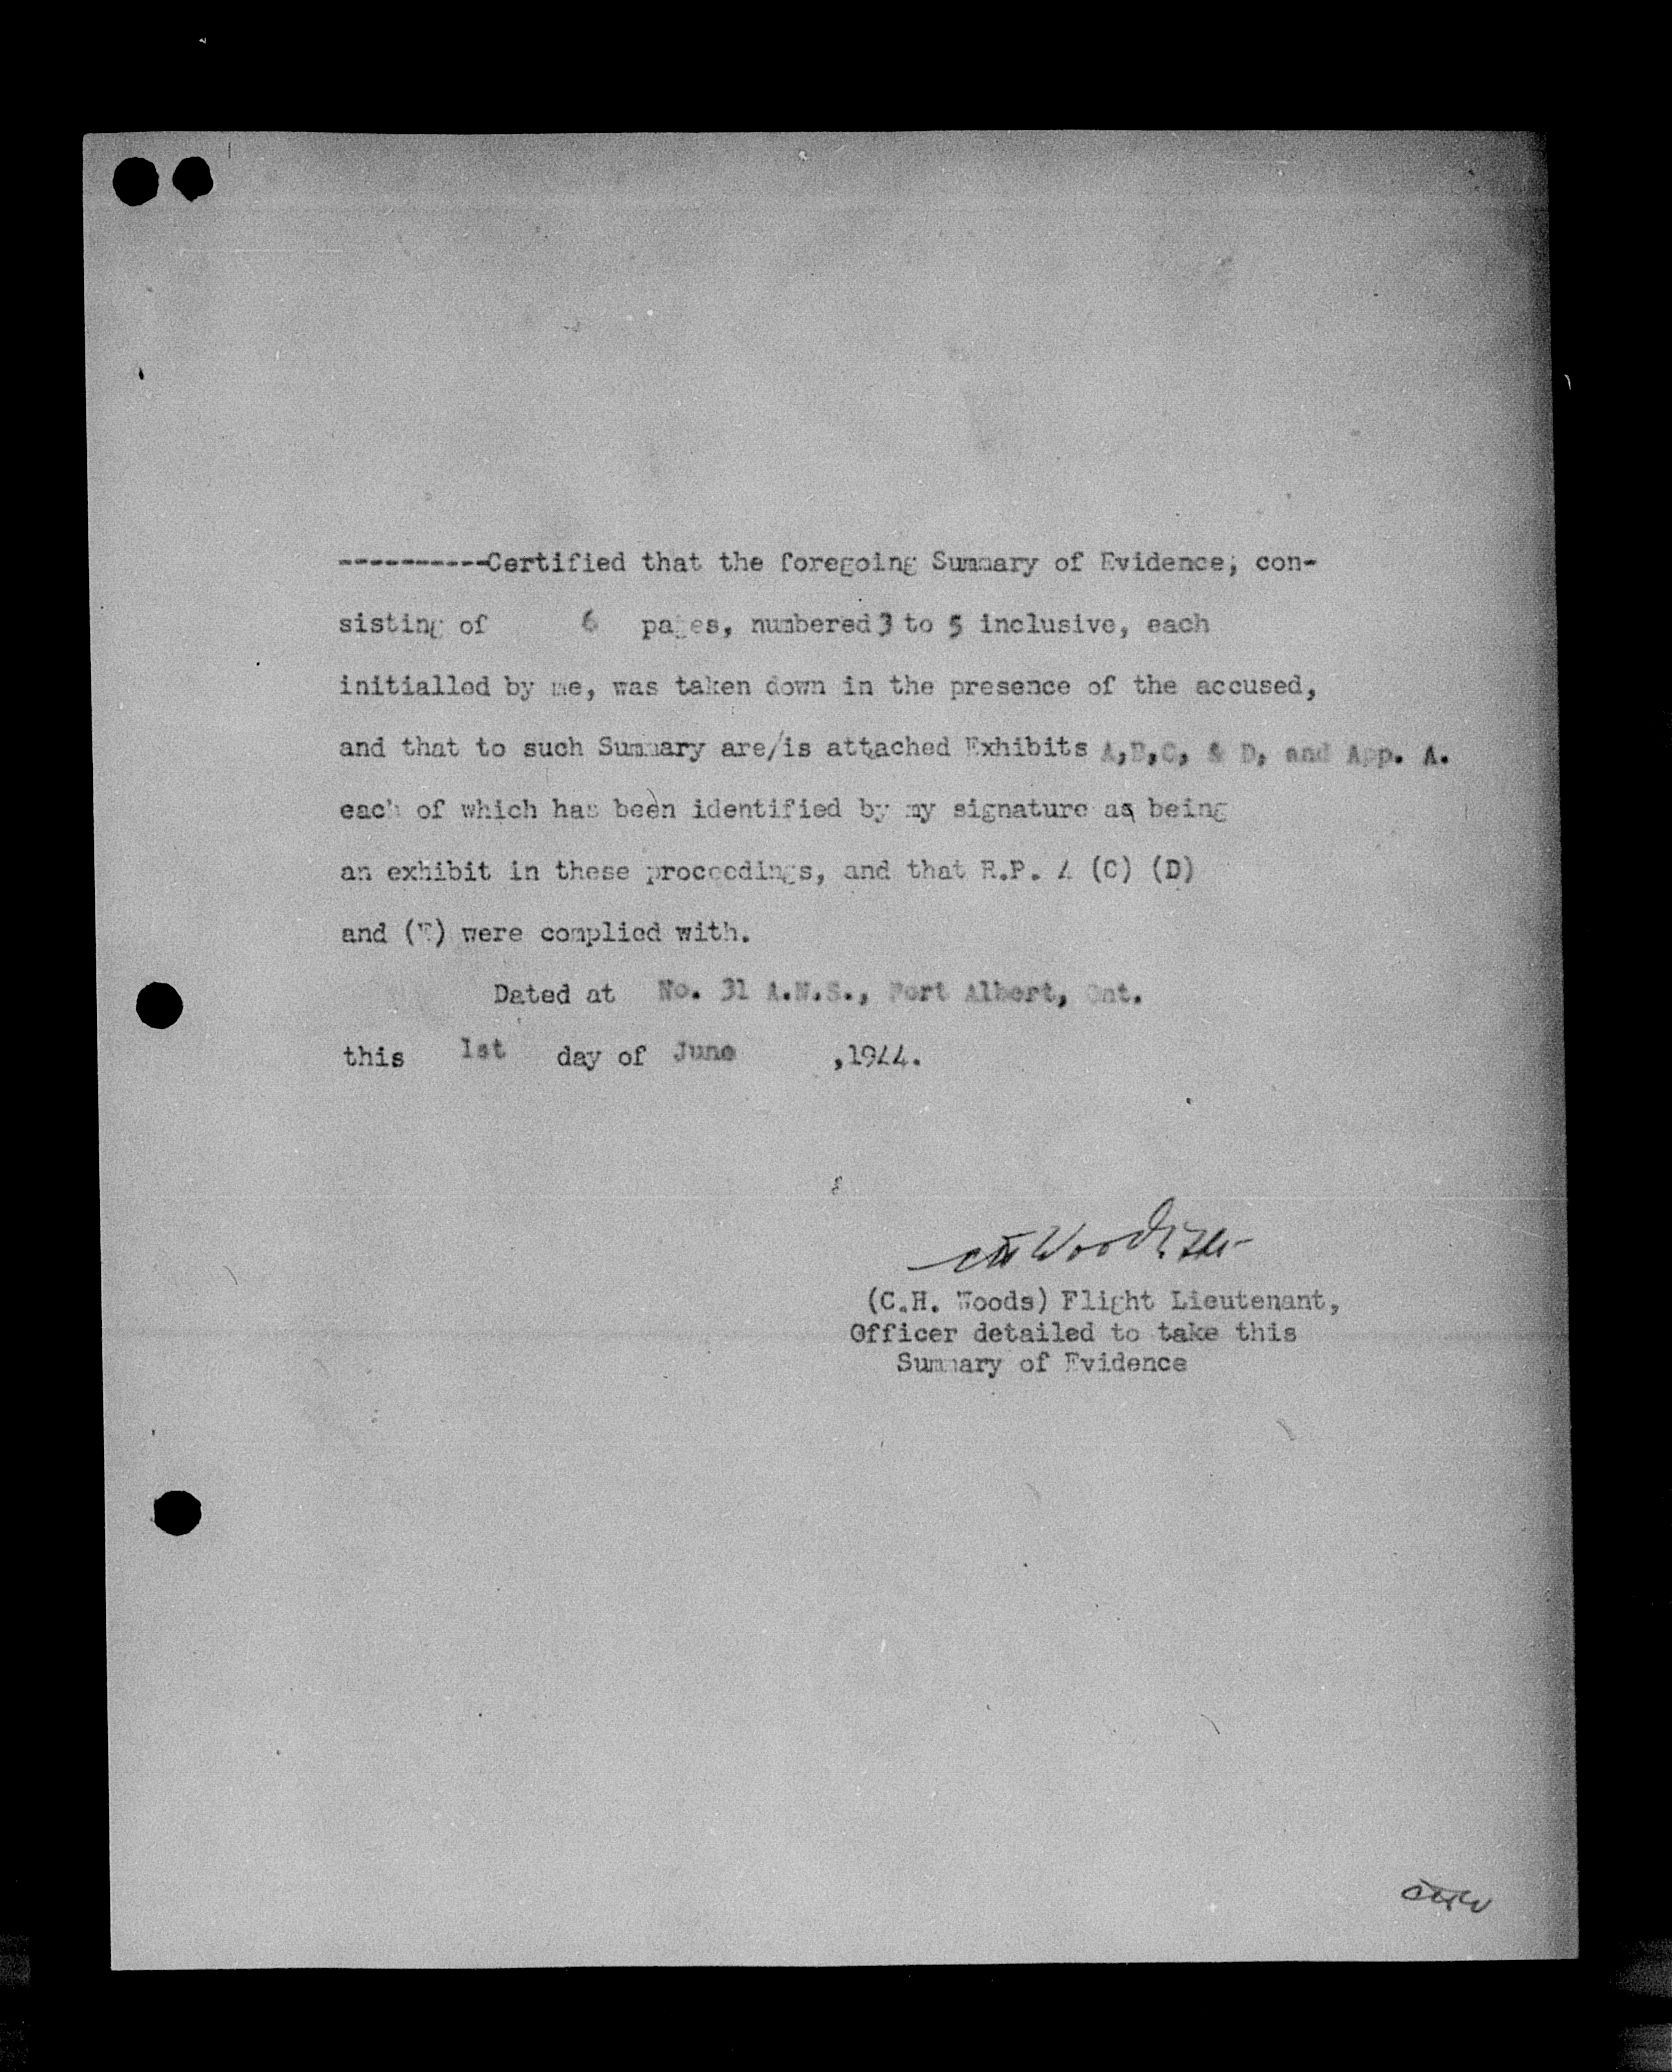 ----------Certified that the foregoing Summary of Evidence; con-
sisting of 6 pages, numbered 3 to 5 inclusive, each
initialled by me, was taken down in the presence of the accused,
and that to such Summary are/is attached Exhibits A,B,C, & D, and App. A.
each of which has been identified by my signature as being
an exhibit in these proceedings, and that R.P. 4 (C) (D)
and (E) were complied with.
Dated at No. 31 A.N.S., Port Albert, Ont.
this 1st day of June ,1944.
CH Woods F/Lt
(C.H. Woods) Flight Lieutenant,
Officer detailed to take this
Summary of Evidence
CHW